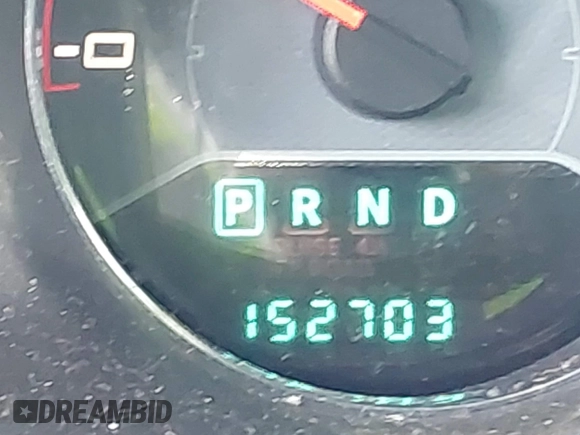 0
P R N D
152703
DREAMBID